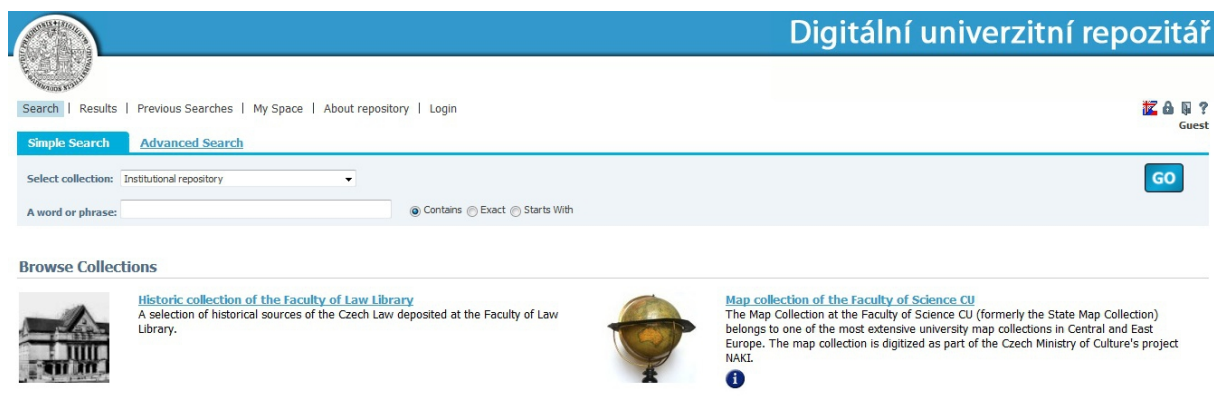 Digitální univerzitní repozitář
Search | Results | Previous Searches | My Space | About repository | Login
?
Guest
Simple Search Advanced Search
Select collection: Institutional repository
GO
A word or phrase: Contains Exact Starts With
Browse Collections
Historic collection of the Faculty of Law Library
A selection of historical sources of the Czech Law deposited at the Faculty of Law
Library.
Map collection of the Faculty of Science CU
The Map Collection at the Faculty of Science CU (formerly the State Map Collection)
belongs to one of the most extensive university map collections in Central and East
Europe. The map collection is digitized as part of the Czech Ministry of Culture's project
NAKI.
i